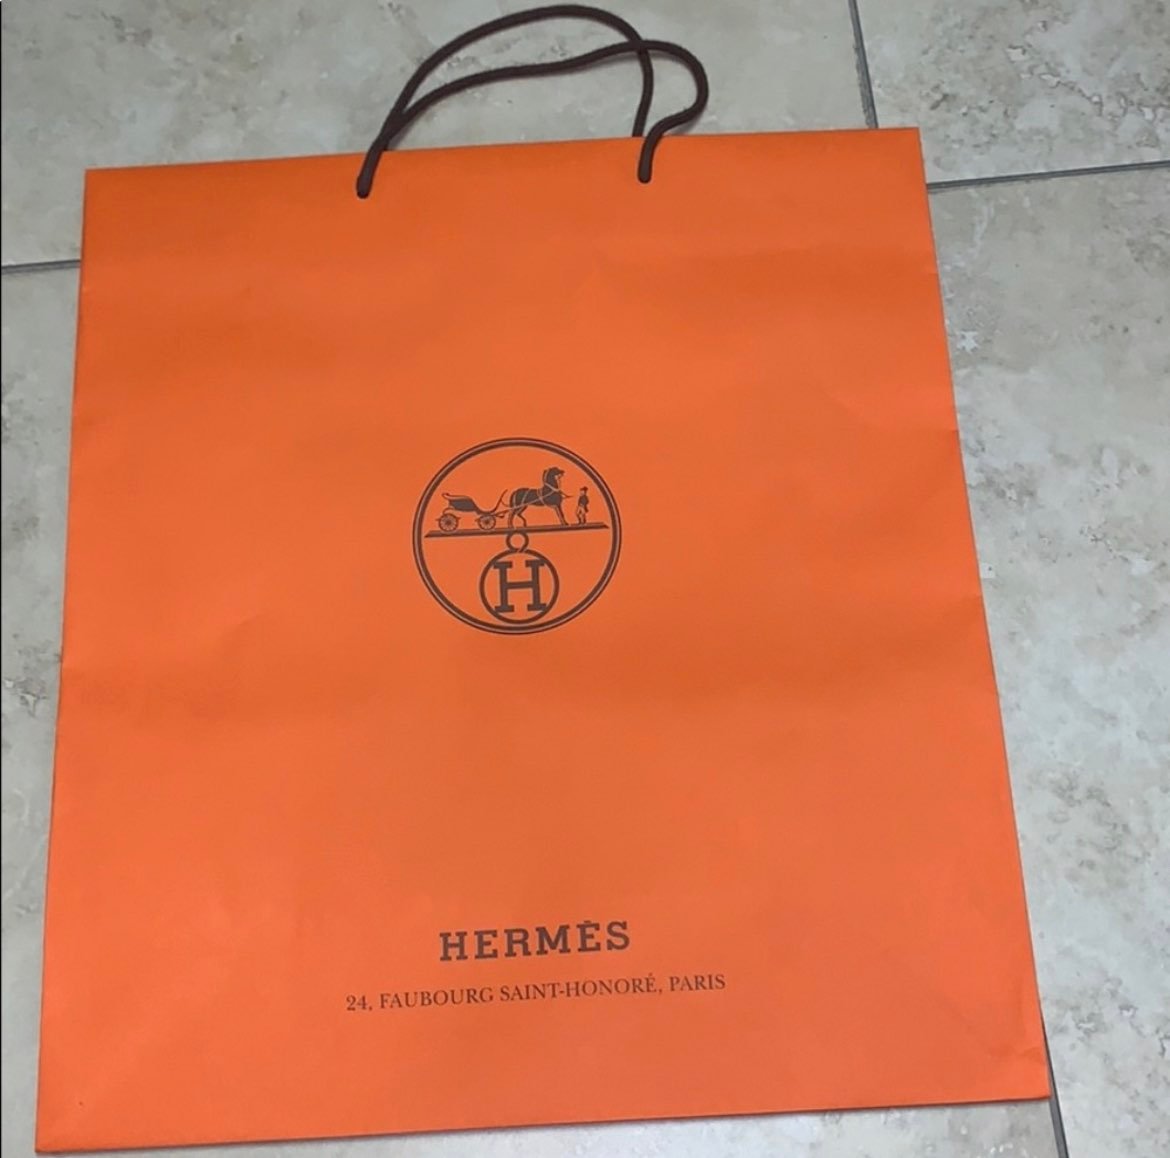 H
HERMÈS
24, FAUBOURG SAINT-HONORÉ, PARIS